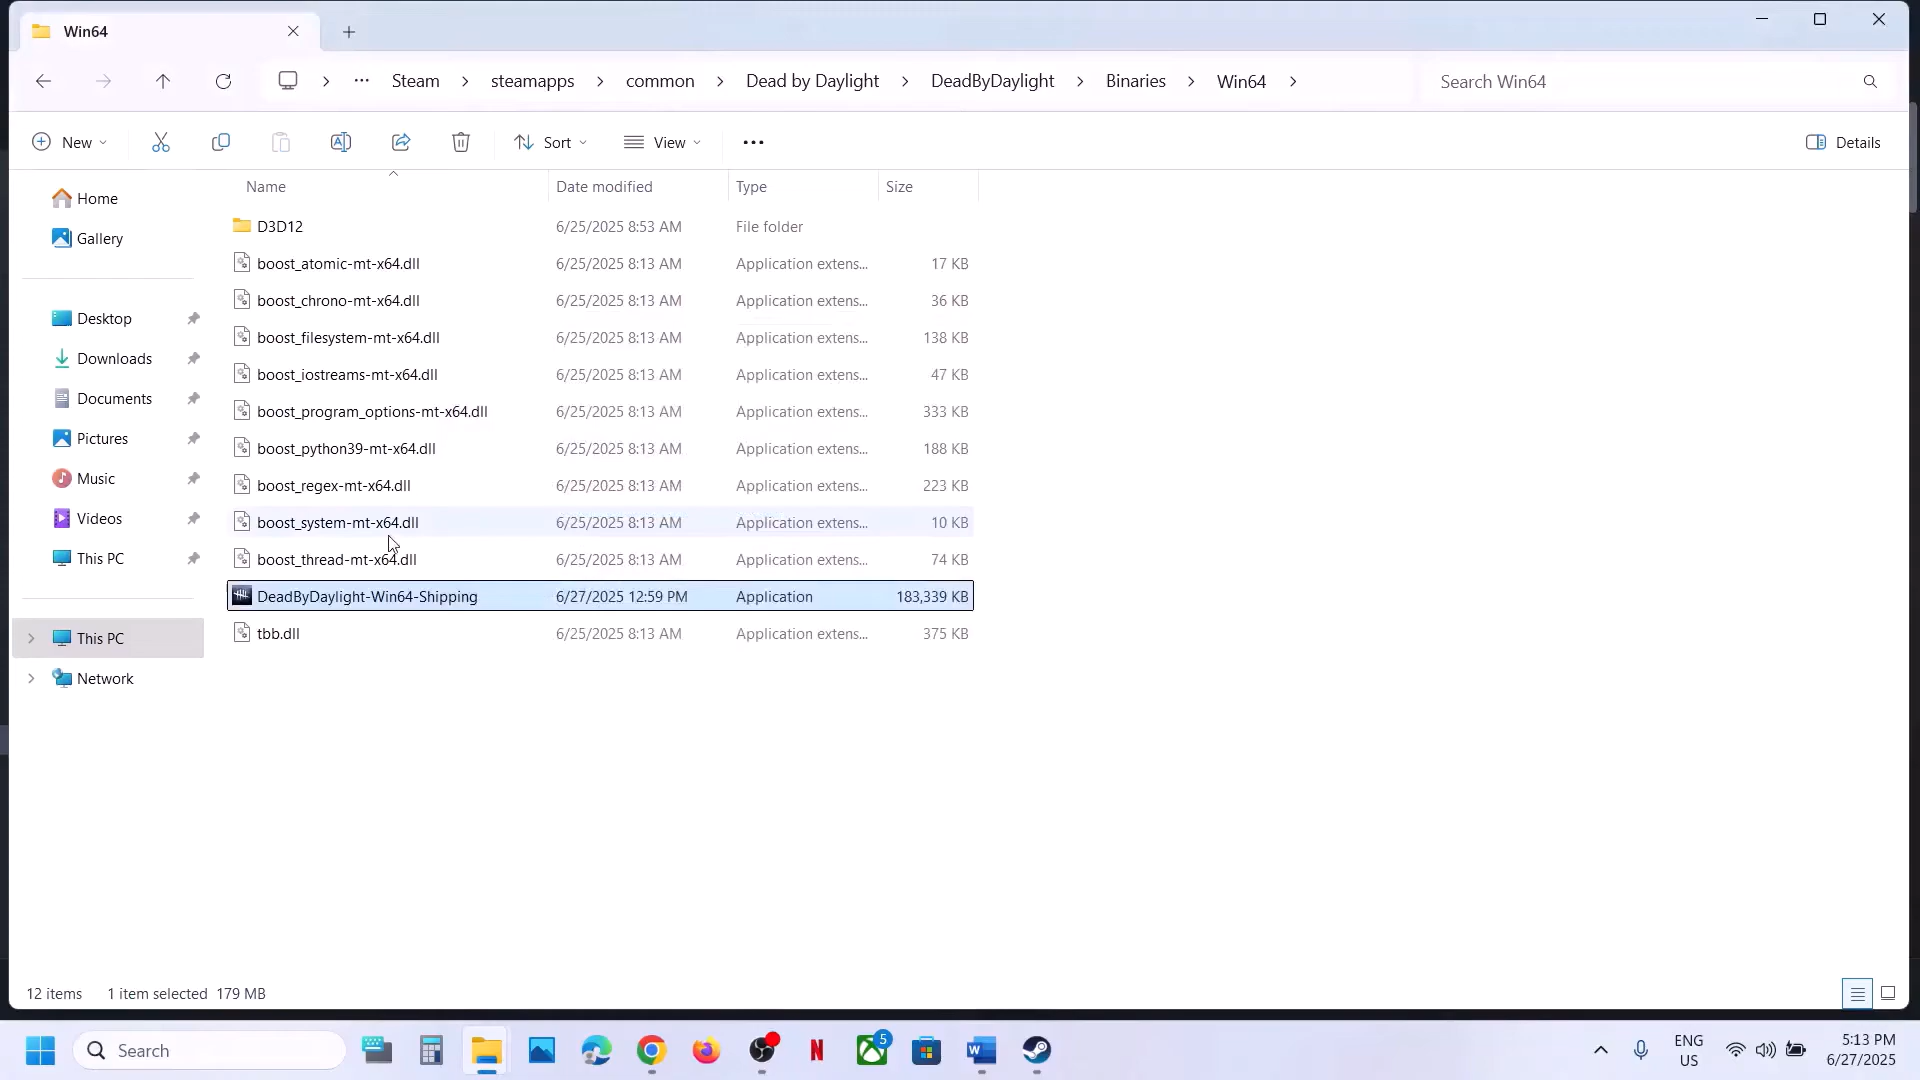 Win64
Steam steamapps common Dead by Daylight DeadByDaylight Binaries Win64
Search Win64
New Sort View Details
Name Date modified Type Size
Home
Gallery
Desktop
Downloads
Documents
Pictures
Music
Videos
This PC
This PC
Network
D3D12 6/25/2025 8:53 AM File folder
boost_atomic-mt-x64.dll 6/25/2025 8:13 AM Application extens... 17 KB
boost_chrono-mt-x64.dll 6/25/2025 8:13 AM Application extens... 36 KB
boost_filesystem-mt-x64.dll 6/25/2025 8:13 AM Application extens... 138 KB
boost_iostreams-mt-x64.dll 6/25/2025 8:13 AM Application extens... 47 KB
boost_program_options-mt-x64.dll 6/25/2025 8:13 AM Application extens... 333 KB
boost_python39-mt-x64.dll 6/25/2025 8:13 AM Application extens... 188 KB
boost_regex-mt-x64.dll 6/25/2025 8:13 AM Application extens... 223 KB
boost_system-mt-x64.dll 6/25/2025 8:13 AM Application extens... 10 KB
boost_thread-mt-x64.dll 6/25/2025 8:13 AM Application extens... 74 KB
DeadByDaylight-Win64-Shipping 6/27/2025 12:59 PM Application 183,339 KB
tbb.dll 6/25/2025 8:13 AM Application extens... 375 KB
12 items 1 item selected 179 MB
Search
5
ENG
US
5:13 PM
6/27/2025